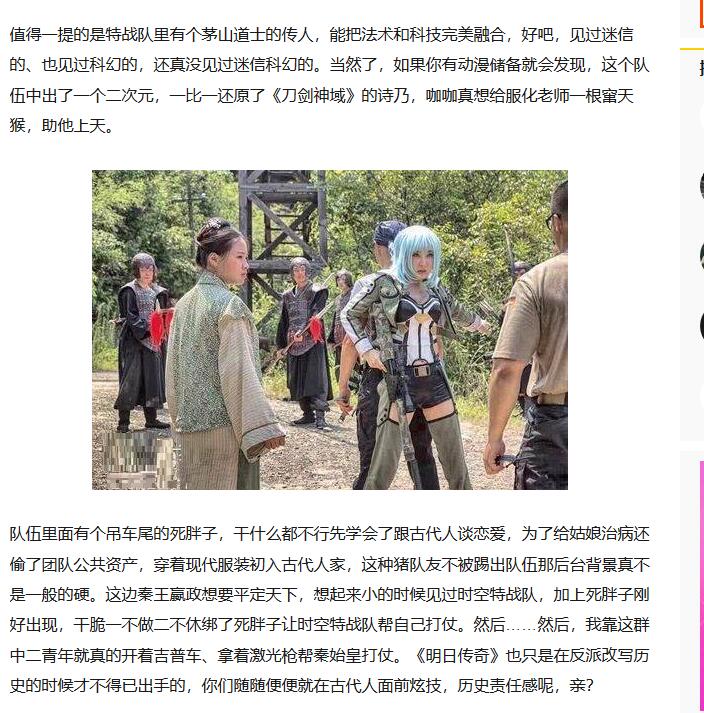 值得一提的是特战队里有个茅山道士的传人，能把法术和科技完美融合，好吧，见过迷信
的、也见过科幻的，还真没见过迷信科幻的。当然了，如果你有动漫储备就会发现，这个队
伍中出了一个二次元，一比一还原了《刀剑神域》的诗乃，咖咖真想给服化老师一根窜天
猴，助他上天。
队伍里面有个吊车尾的死胖子，干什么都不行先学会了跟古代人谈恋爱，为了给姑娘治病还
偷了团队公共资产，穿着现代服装初入古代人家，这种猪队友不被踢出队伍那后台背景真不
是一般的硬。这边秦王嬴政想要平定天下，想起来小的时候见过时空特战队，加上死胖子刚
好出现，干脆一不做二不休绑了死胖子让时空特战队帮自己打仗。然后……然后，我靠这群
中二青年就真的开着吉普车、拿着激光枪帮秦始皇打仗。《明日传奇》也只是在反派改写历
史的时候才不得已出手的，你们随随便便就在古代人面前炫技，历史责任感呢，亲？